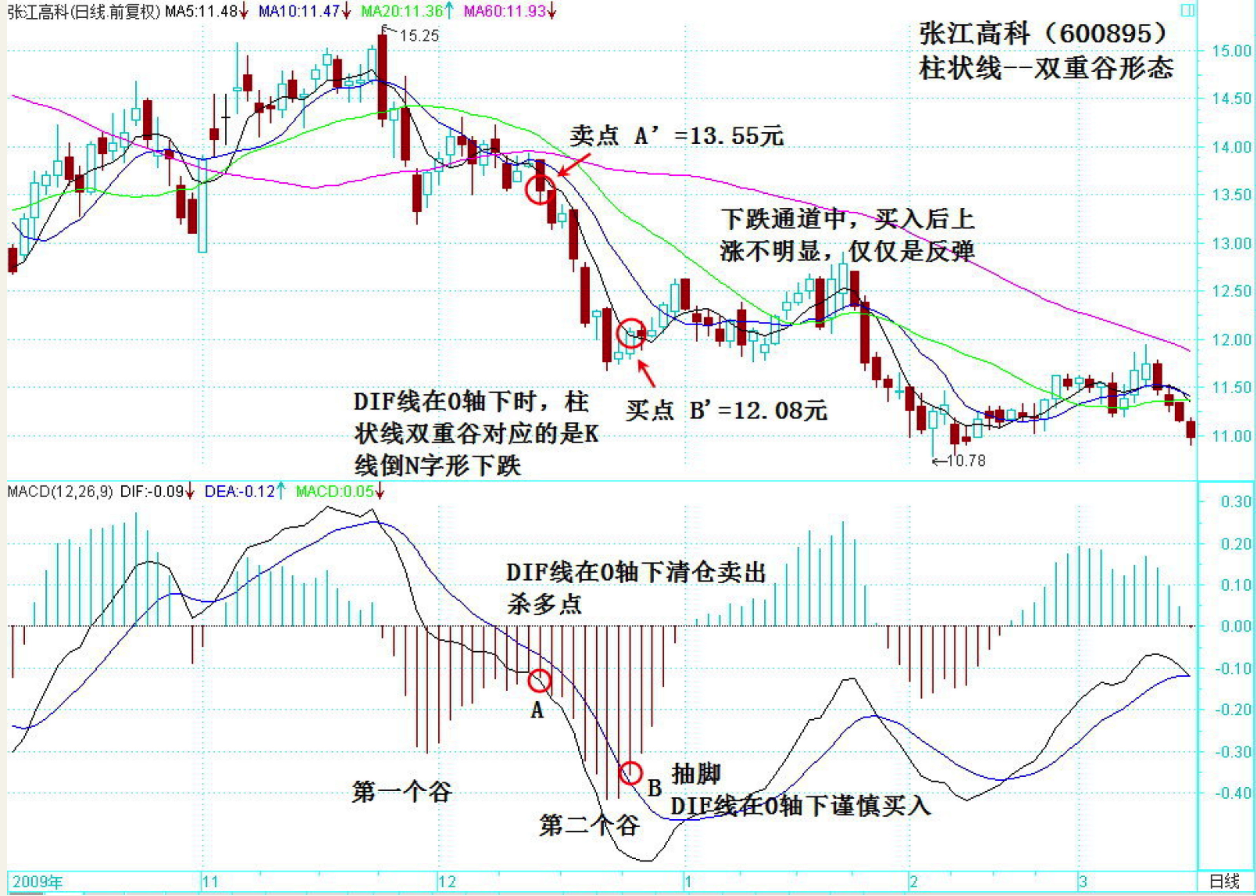 张江高科(日线.前复权) MA5:11.48↓ MA10:11.47↓ MA20:11.36↑ MA60:11.93↓
15.25
张江高科（600895）
柱状线--双重谷形态
卖点 A'=13.55元
下跌通道中，买入后上
涨不明显，仅仅是反弹
DIF线在0轴下时，柱
状线双重谷对应的是K
线倒N字形下跌
买点 B'=12.08元
←10.78
15.00
14.50
14.00
13.50
13.00
12.50
12.00
11.50
11.00
MACD(12,26,9) DIF:-0.09↓ DEA:-0.12↑ MACD:0.05↓
DIF线在0轴下清仓卖出
杀多点
A
第一个谷
B
抽脚
DIF线在0轴下谨慎买入
第二个谷
0.30
0.20
0.10
0.00
-0.10
-0.20
-0.30
-0.40
2009年
11
12
1
2
3
日线